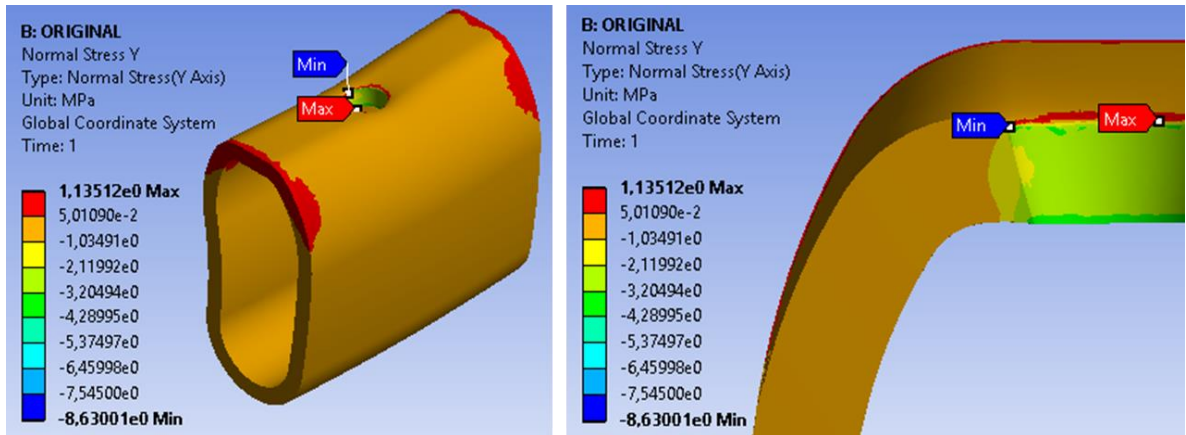 B: ORIGINAL
Normal Stress Y
Type: Normal Stress(Y Axis)
Unit: MPa
Global Coordinate System
Time: 1
1,13512e0 Max
5,01090e-2
-1,03491e0
-2,11992e0
-3,20494e0
-4,28995e0
-5,37497e0
-6,45998e0
-7,54500e0
-8,63001e0 Min
Min
Max
B: ORIGINAL
Normal Stress Y
Type: Normal Stress(Y Axis)
Unit: MPa
Global Coordinate System
Time: 1
1,13512e0 Max
5,01090e-2
-1,03491e0
-2,11992e0
-3,20494e0
-4,28995e0
-5,37497e0
-6,45998e0
-7,54500e0
-8,63001e0 Min
Min
Max